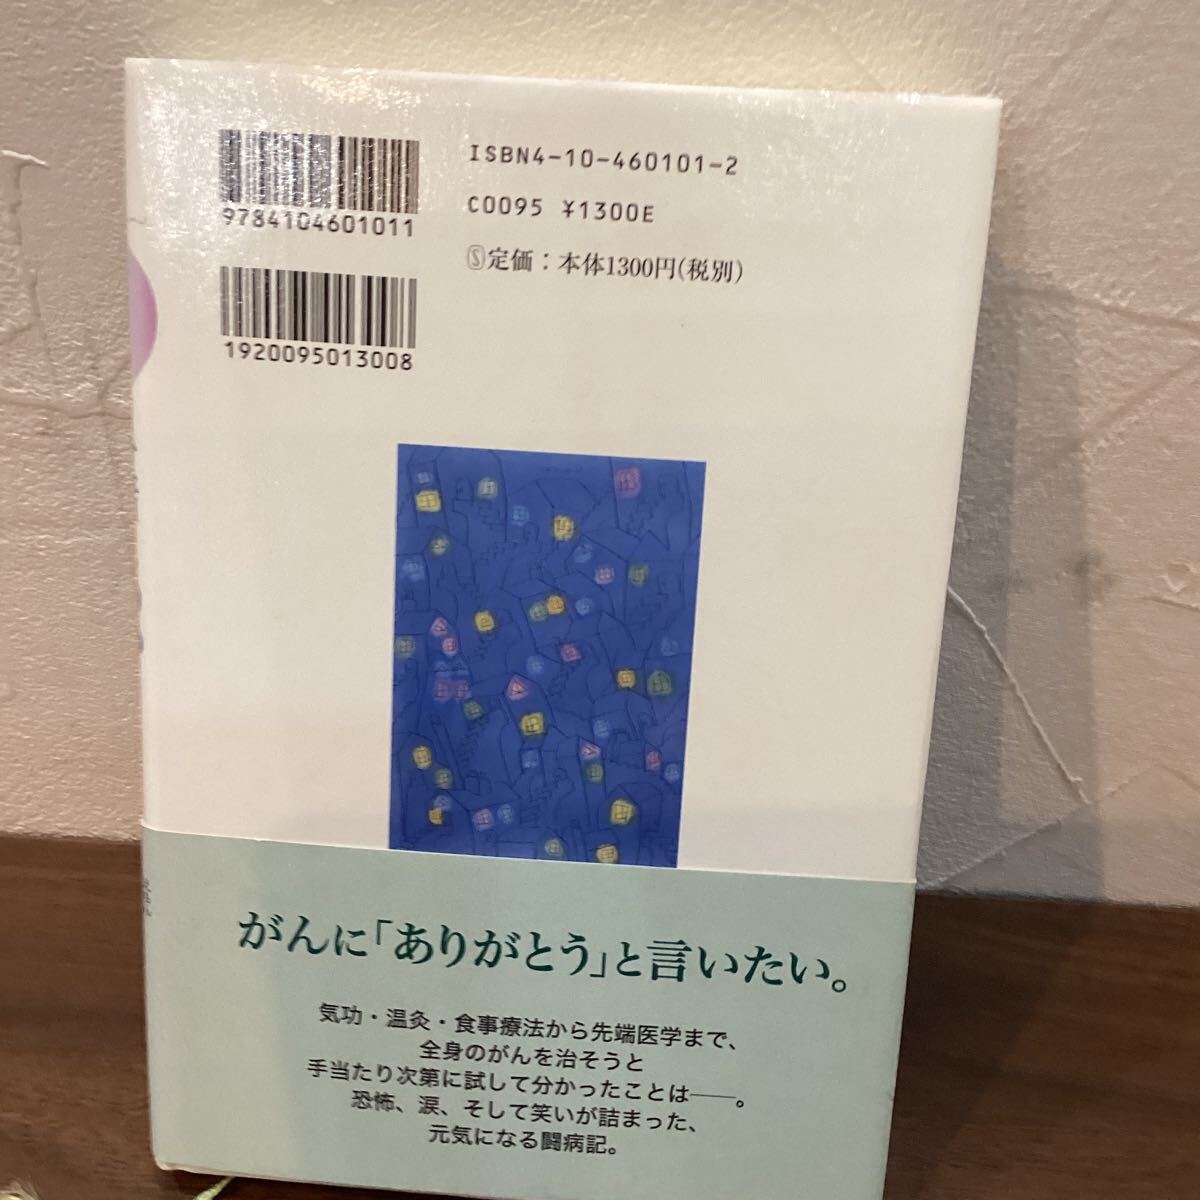 ISBN4-10-460101-2
C0095 ¥1300E
Ⓢ定価：本体1300円(税別)
9784104601011
1920095013008
がんに「ありがとう」と言いたい。
気功・温灸・食事療法から先端医学まで、
全身のがんを治そうと
手当たり次第に試して分かったことは──。
恐怖、涙、そして笑いが詰まった、
元気になる闘病記。